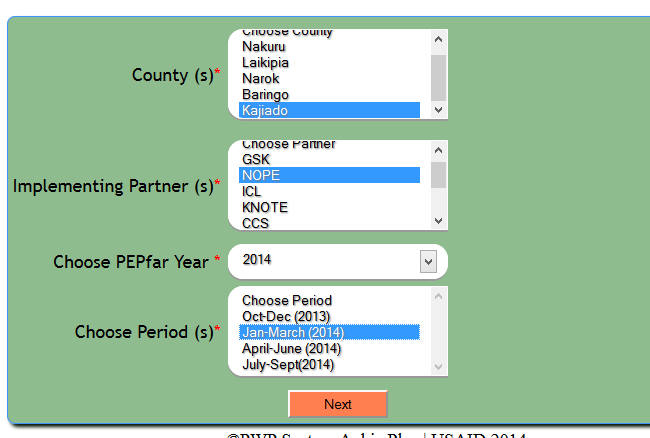 Choose County
Nakuru
Laikipia
Narok
Baringo
Kajiado
County (s)*
Choose Partner
GSK
NOPE
ICL
KNOTE
CCS
Implementing Partner (s)*
Choose PEPfar Year *
2014
Choose Period
Oct-Dec (2013)
Jan-March (2014)
April-June (2014)
July-Sept(2014)
Choose Period (s)*
Next
| USAID 2014